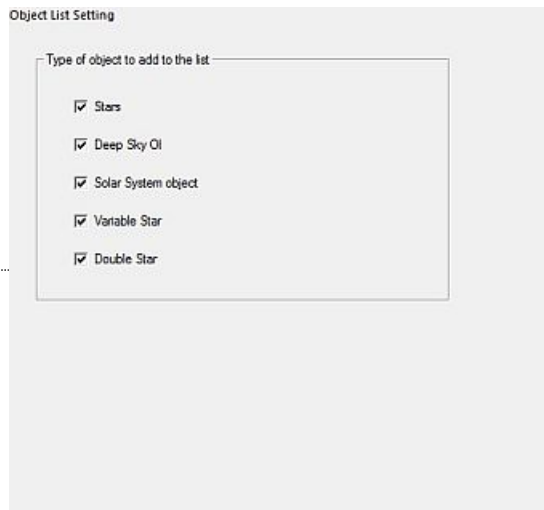 Object List Setting
Type of object to add to the list
Stars
Deep Sky Ol
Solar System object
Variable Star
Double Star
...